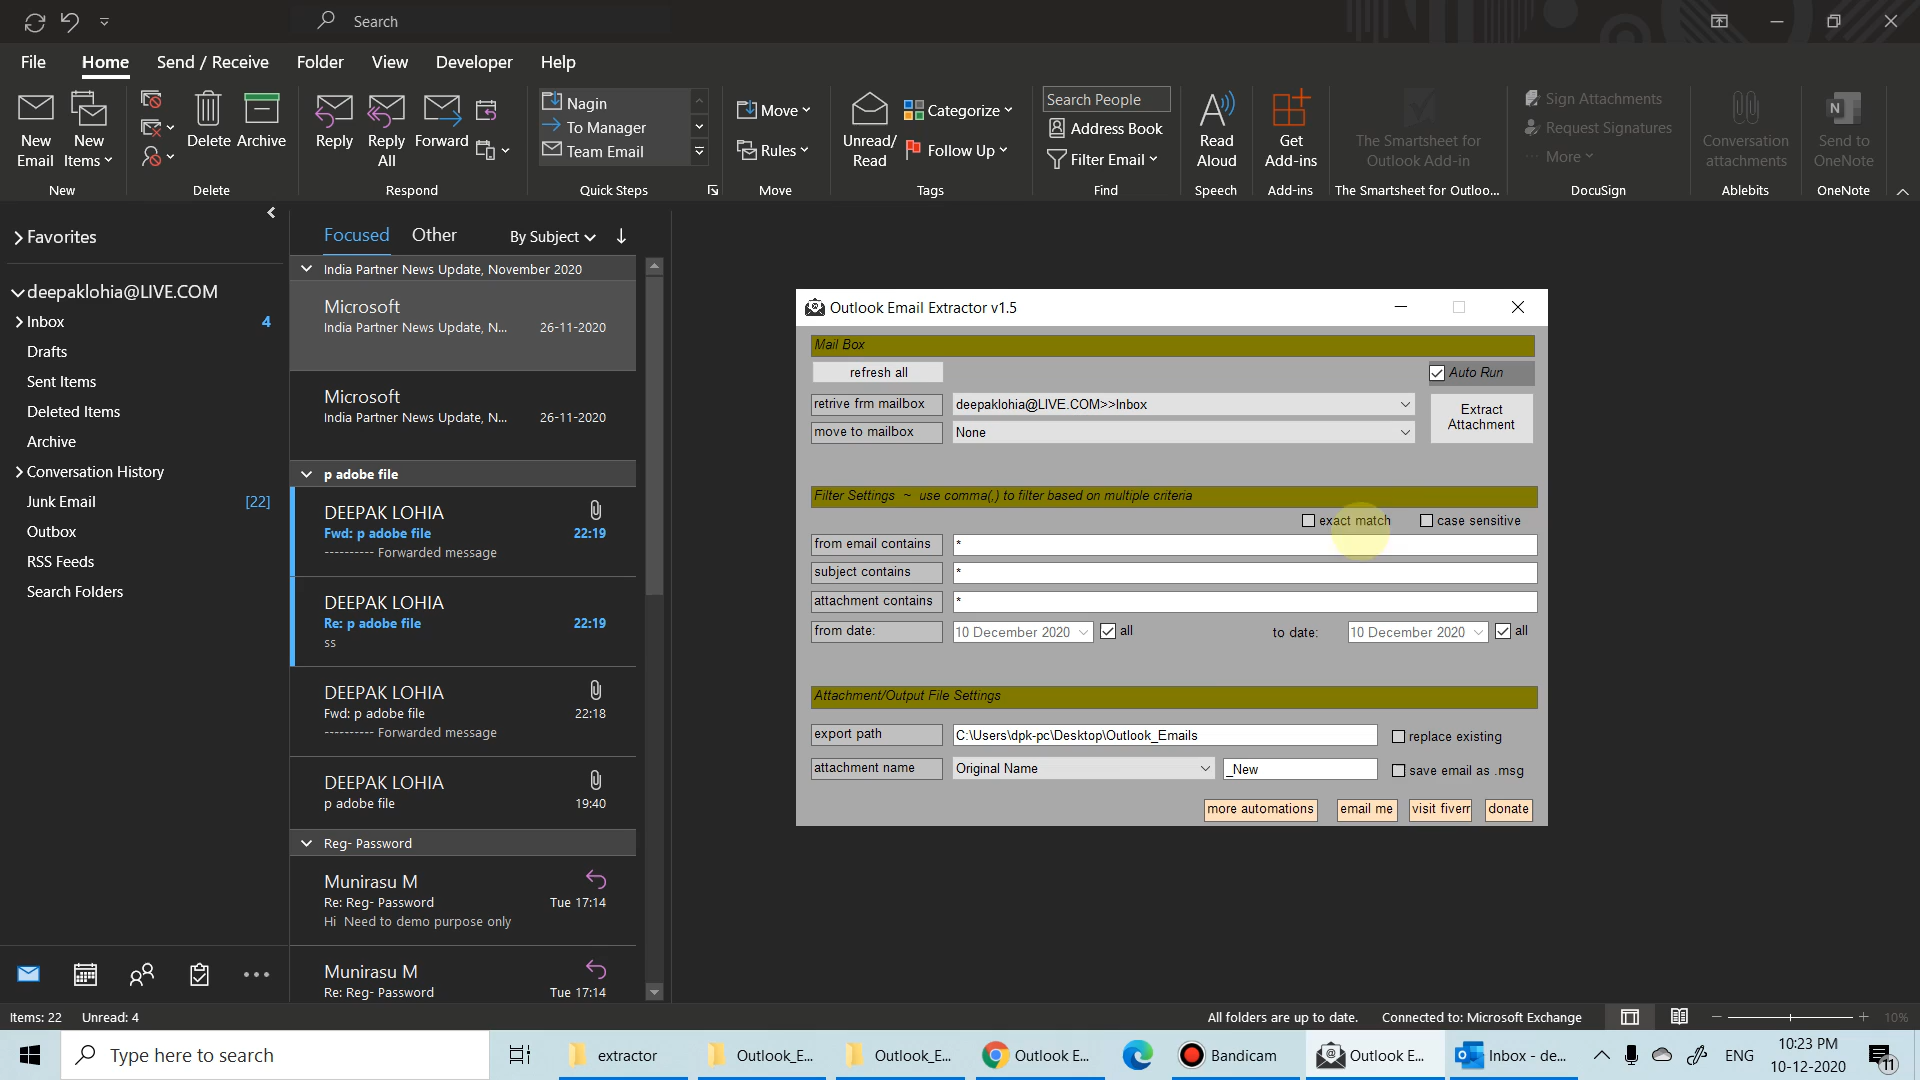 Search
File Home Send / Receive Folder View Developer Help
New Email
New Items
Delete Archive
Reply
Reply All
Forward
Nagin
To Manager
Team Email
Move
Rules
Unread/ Read
Categorize
Follow Up
Search People
Address Book
Filter Email
Read Aloud
Get Add-ins
The Smartsheet for Outlook Add-in
Sign Attachments
Request Signatures
More
Conversation attachments
Send to OneNote
New Delete Respond Quick Steps Move Tags Find Speech Add-ins The Smartsheet for Outloo... DocuSign Ablebits OneNote
Favorites
deepaklohia@LIVE.COM
Inbox 4
Drafts
Sent Items
Deleted Items
Archive
Conversation History
Junk Email [22]
Outbox
RSS Feeds
Search Folders
Focused Other By Subject
India Partner News Update, November 2020
Microsoft
India Partner News Update, N... 26-11-2020
Microsoft
India Partner News Update, N... 26-11-2020
p adobe file
DEEPAK LOHIA
Fwd: p adobe file 22:19
---------- Forwarded message
DEEPAK LOHIA
Re: p adobe file 22:19
ss
DEEPAK LOHIA
Fwd: p adobe file 22:18
---------- Forwarded message
DEEPAK LOHIA
p adobe file 19:40
Reg- Password
Munirasu M
Re: Reg- Password Tue 17:14
Hi Need to demo purpose only
Munirasu M
Re: Reg- Password Tue 17:14
Outlook Email Extractor v1.5
Mail Box
refresh all Auto Run
retrive frm mailbox deepaklohia@LIVE.COM>>Inbox
Extract Attachment
move to mailbox None
Filter Settings ~ use comma(,) to filter based on multiple criteria
exact match case sensitive
from email contains *
subject contains *
attachment contains *
from date: 10 December 2020 all to date: 10 December 2020 all
Attachment/Output File Settings
export path C:\Users\dpk-pc\Desktop\Outlook_Emails replace existing
attachment name Original Name _New save email as .msg
more automations email me visit fiverr donate
Items: 22 Unread: 4 All folders are up to date. Connected to: Microsoft Exchange 10%
Type here to search extractor Outlook_E... Outlook_E... Outlook E... Bandicam Outlook E... Inbox - de... ENG 10:23 PM
10-12-2020 11